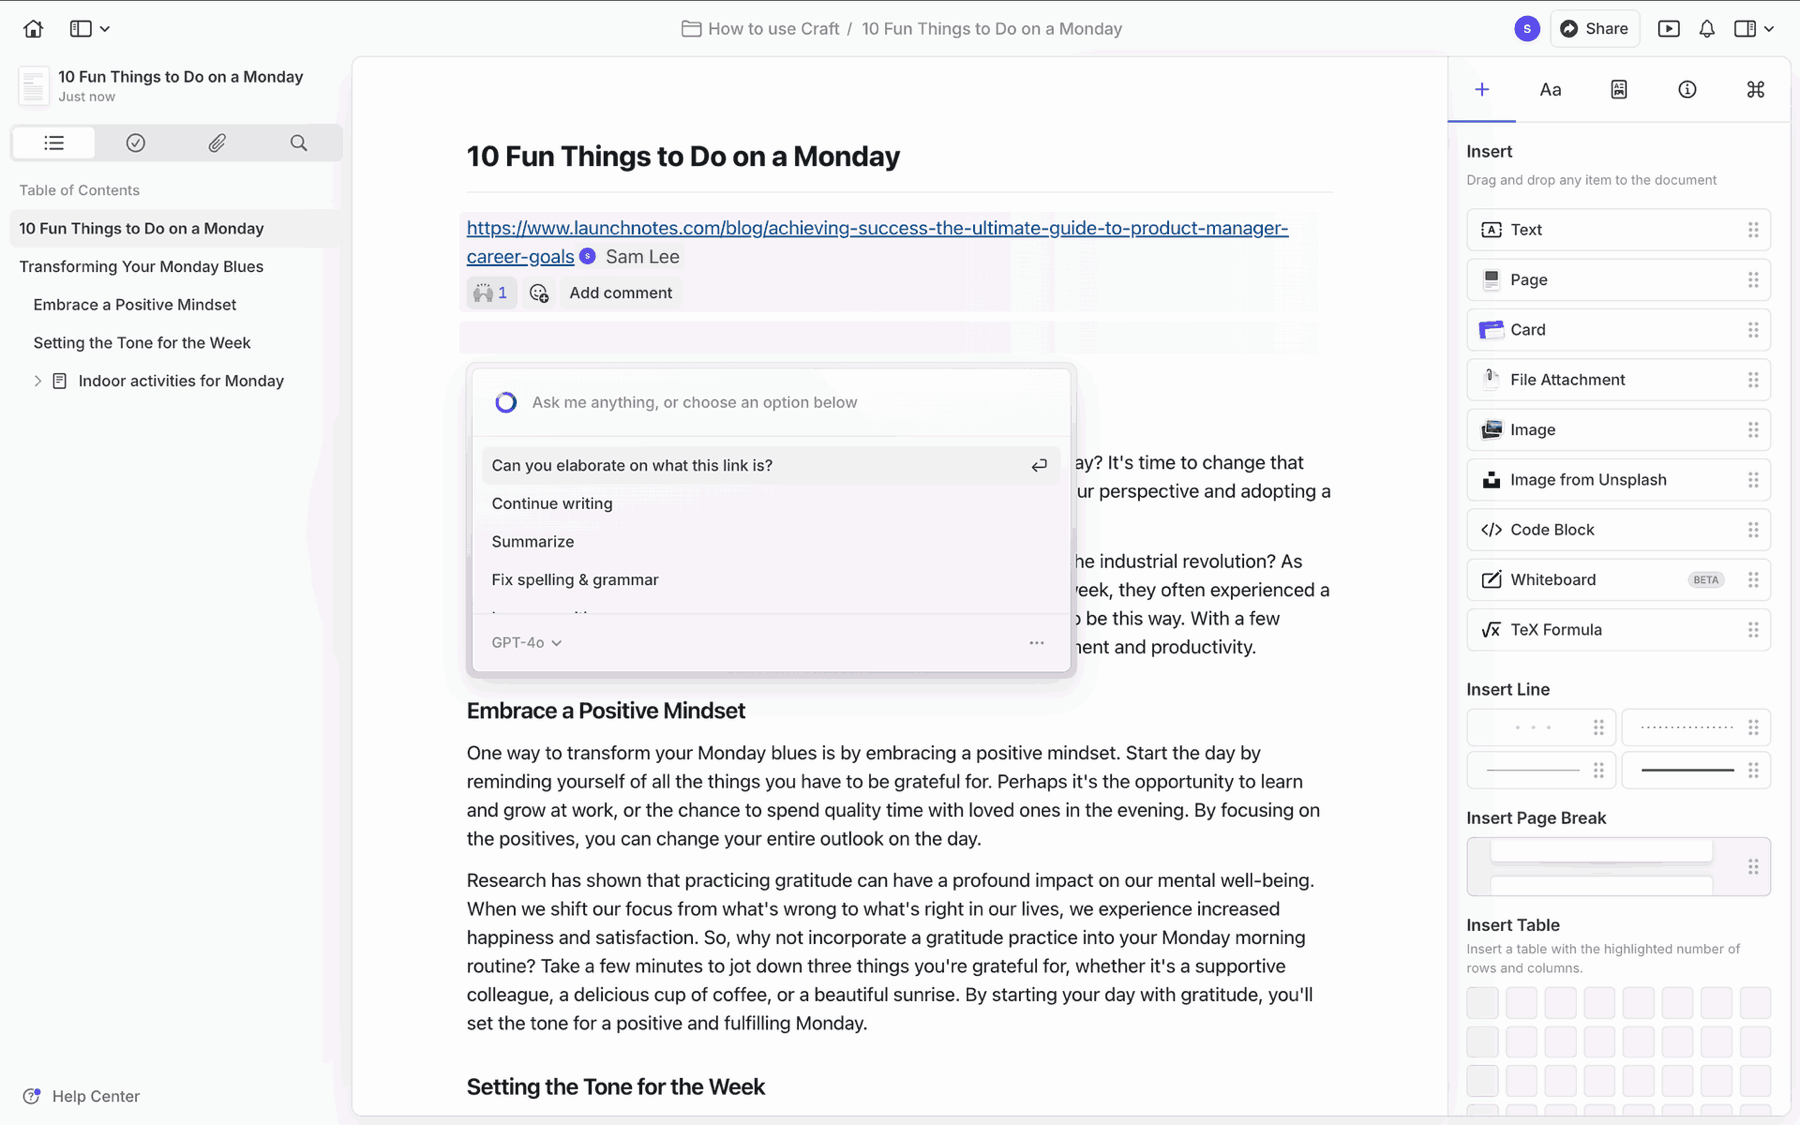 How to use Craft / 10 Fun Things to Do on a Monday
S
Share
10 Fun Things to Do on a Monday
Just now
Table of Contents
10 Fun Things to Do on a Monday
Transforming Your Monday Blues
Embrace a Positive Mindset
Setting the Tone for the Week
Indoor activities for Monday
Help Center
10 Fun Things to Do on a Monday
https://www.launchnotes.com/blog/achieving-success-the-ultimate-guide-to-product-manager-
career-goals S Sam Lee
1 Add comment
Ask me anything, or choose an option below
Can you elaborate on what this link is?
Continue writing
Summarize
Fix spelling & grammar
GPT-4o
ay? It's time to change that
ur perspective and adopting a
he industrial revolution? As
eek, they often experienced a
be this way. With a few
ent and productivity.
Embrace a Positive Mindset
One way to transform your Monday blues is by embracing a positive mindset. Start the day by
reminding yourself of all the things you have to be grateful for. Perhaps it's the opportunity to learn
and grow at work, or the chance to spend quality time with loved ones in the evening. By focusing on
the positives, you can change your entire outlook on the day.
Research has shown that practicing gratitude can have a profound impact on our mental well-being.
When we shift our focus from what's wrong to what's right in our lives, we experience increased
happiness and satisfaction. So, why not incorporate a gratitude practice into your Monday morning
routine? Take a few minutes to jot down three things you're grateful for, whether it's a supportive
colleague, a delicious cup of coffee, or a beautiful sunrise. By starting your day with gratitude, you'll
set the tone for a positive and fulfilling Monday.
Setting the Tone for the Week
Aa
Insert
Drag and drop any item to the document
Text
Page
Card
File Attachment
Image
Image from Unsplash
Code Block
Whiteboard BETA
TeX Formula
Insert Line
Insert Page Break
Insert Table
Insert a table with the highlighted number of
rows and columns.